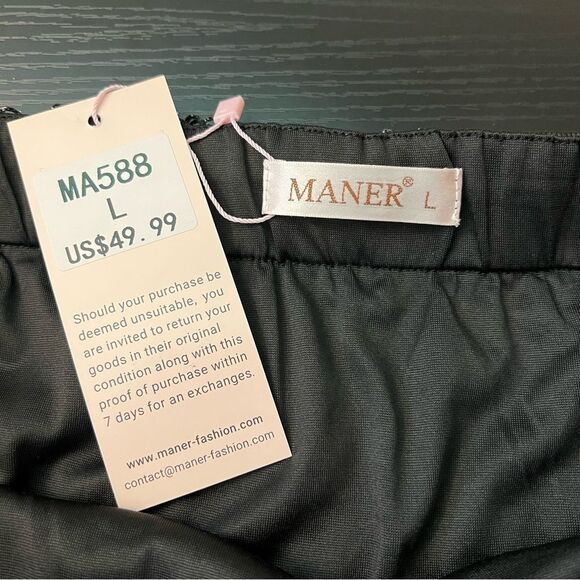 MA588
L
US$49.99
Should your purchase be
deemed unsuitable, you
are invited to return your
goods in their original
condition along with this
proof of purchase within
7 days for an exchanges.
www.maner-fashion.com
contact@maner-fashion.com
MANER® L